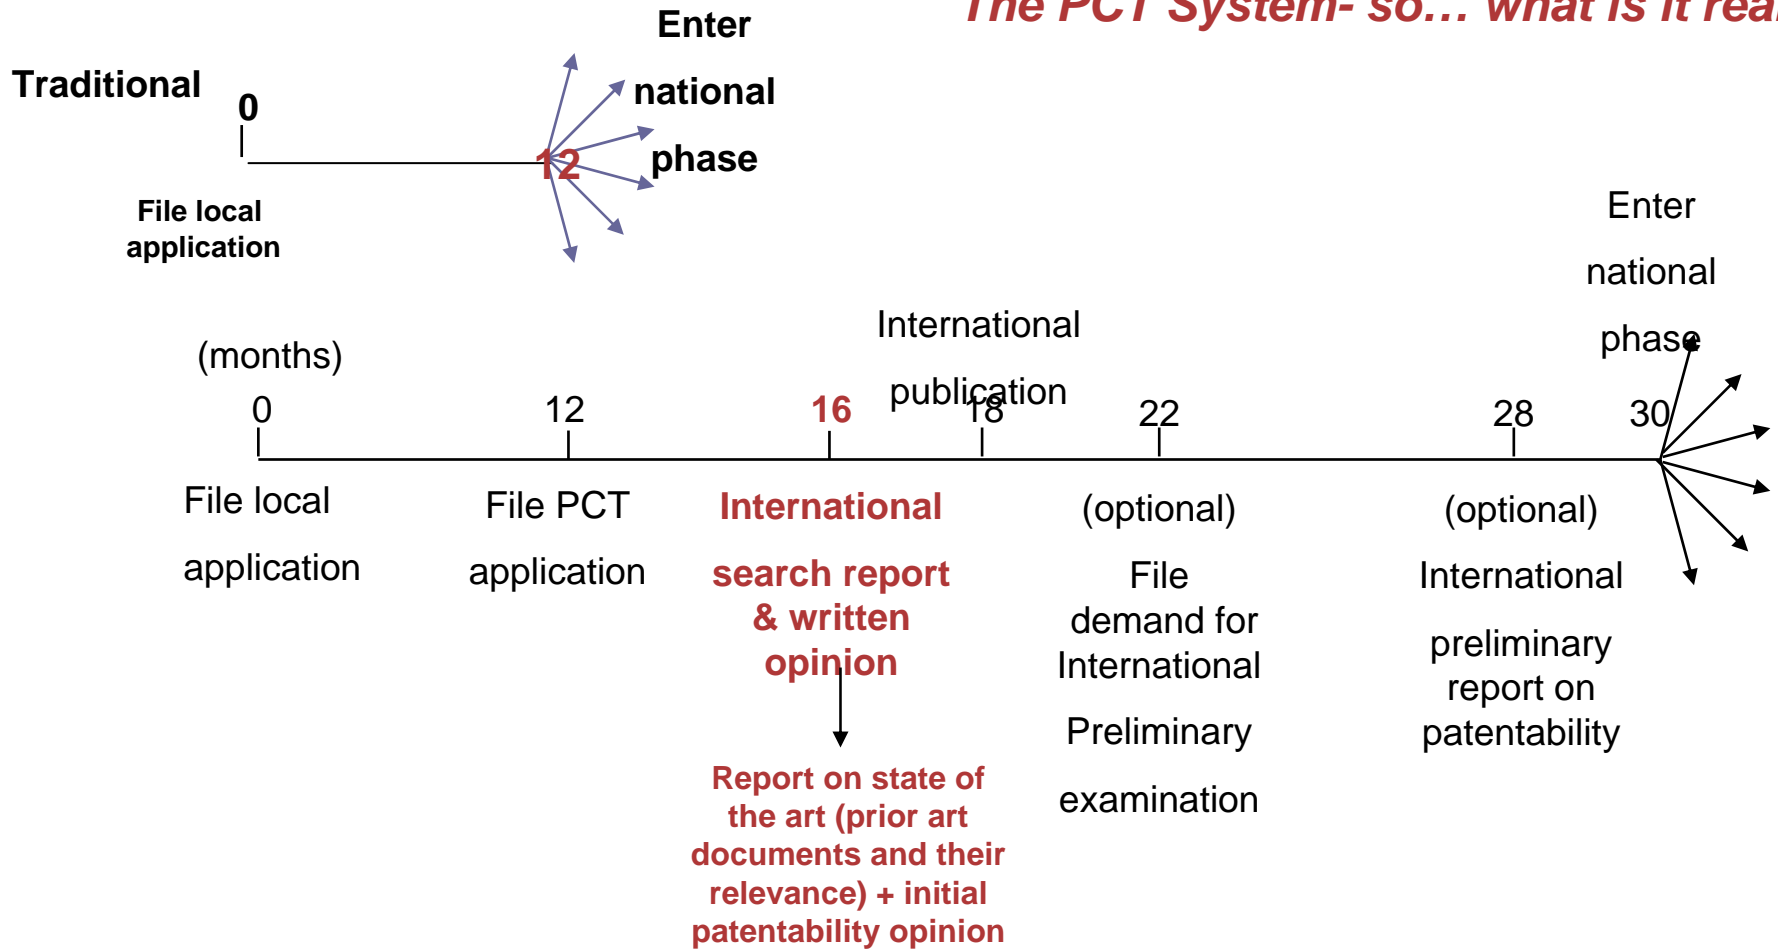 The PCT System- so… what is it
Traditional
0
12
Enter
national
phase
File local
application
(months)
0
12
16
International
publication
18
22
28
30
Enter
national
phase
File local
application
File PCT
application
International
search report
& written
opinion
Report on state of
the art (prior art
documents and their
relevance) + initial
patentability opinion
(optional)
File
demand for
International
Preliminary
examination
(optional)
International
preliminary
report on
patentability